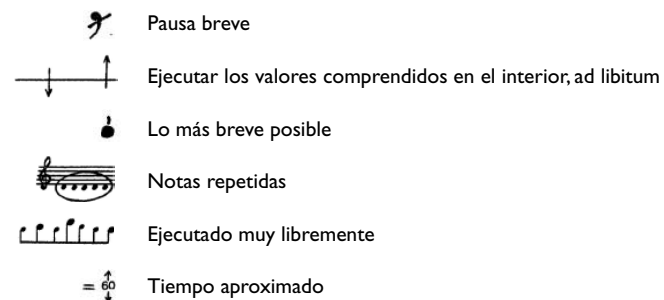 Pausa breve
Ejecutar los valores comprendidos en el interior, ad libitum
Lo más breve posible
Notas repetidas
Ejecutado muy libremente
= 60 Tiempo aproximado